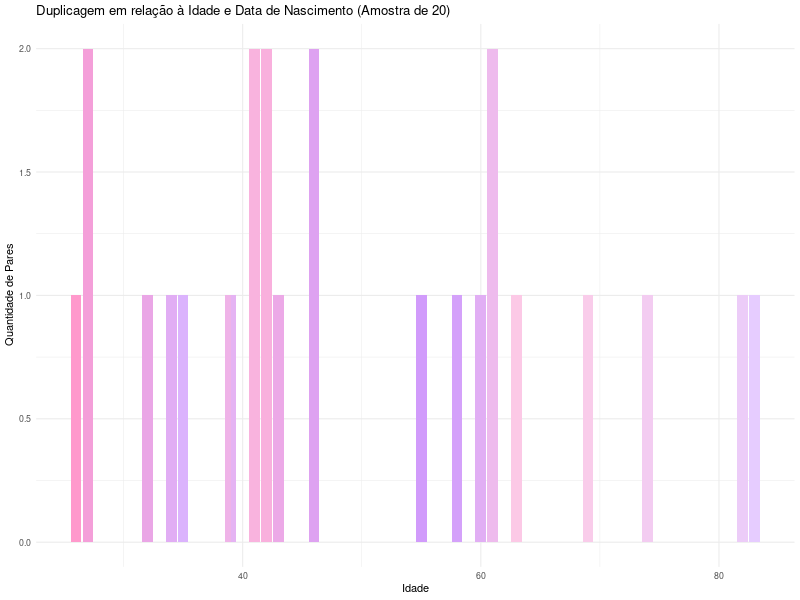 Duplicagem em relação à Idade e Data de Nascimento (Amostra de 20)
Quantidade de Pares
2.0
1.5
1.0
0.5
0.0
40 60 80
Idade